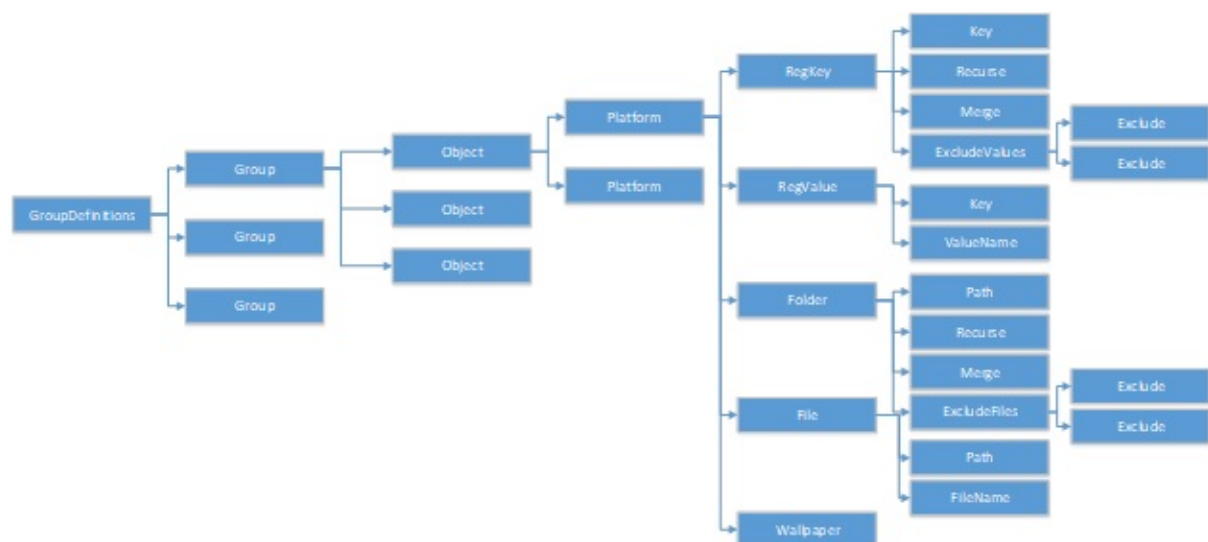 GroupDefinitions
Group
Group
Group
Object
Object
Object
Platform
Platform
RegKey
Key
Recurse
Merge
ExcludeValues
Exclude
Exclude
RegValue
Key
ValueName
Folder
Path
Recurse
Merge
ExcludeFiles
Exclude
Exclude
File
Path
FileName
Wallpaper